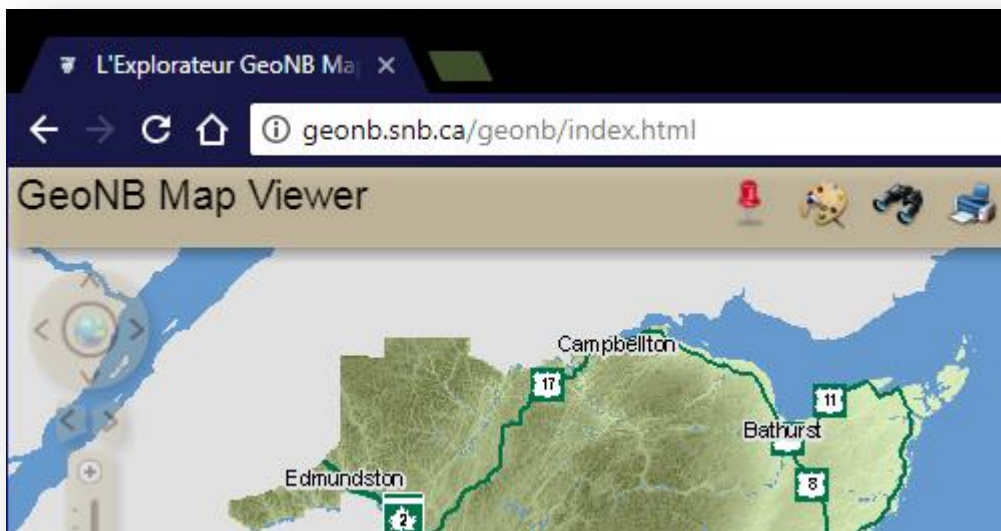 L'Explorateur GeoNB Ma
geonb.snb.ca/geonb/index.html
GeoNB Map Viewer
Campbellton
17
11
Bathurst
8
Edmundston
2